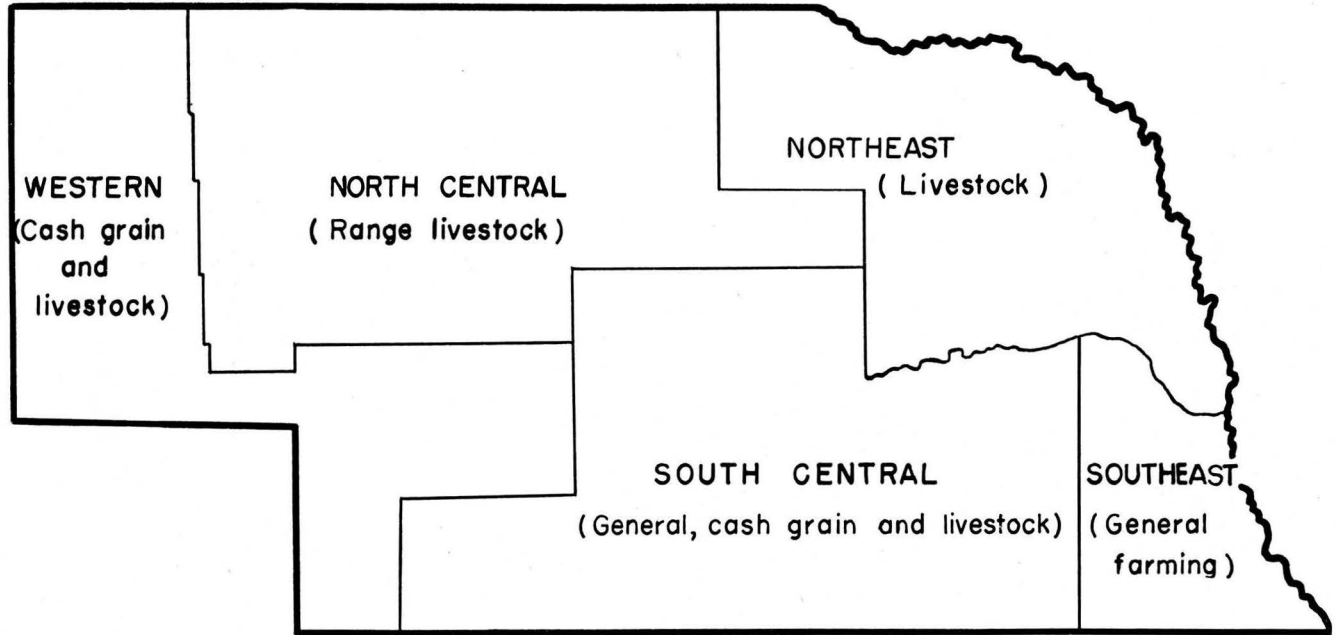 WESTERN
(Cash grain
and
livestock)
NORTH CENTRAL
(Range livestock)
NORTHEAST
(Livestock)
SOUTH CENTRAL
(General, cash grain and livestock)
SOUTHEAST
(General
farming)